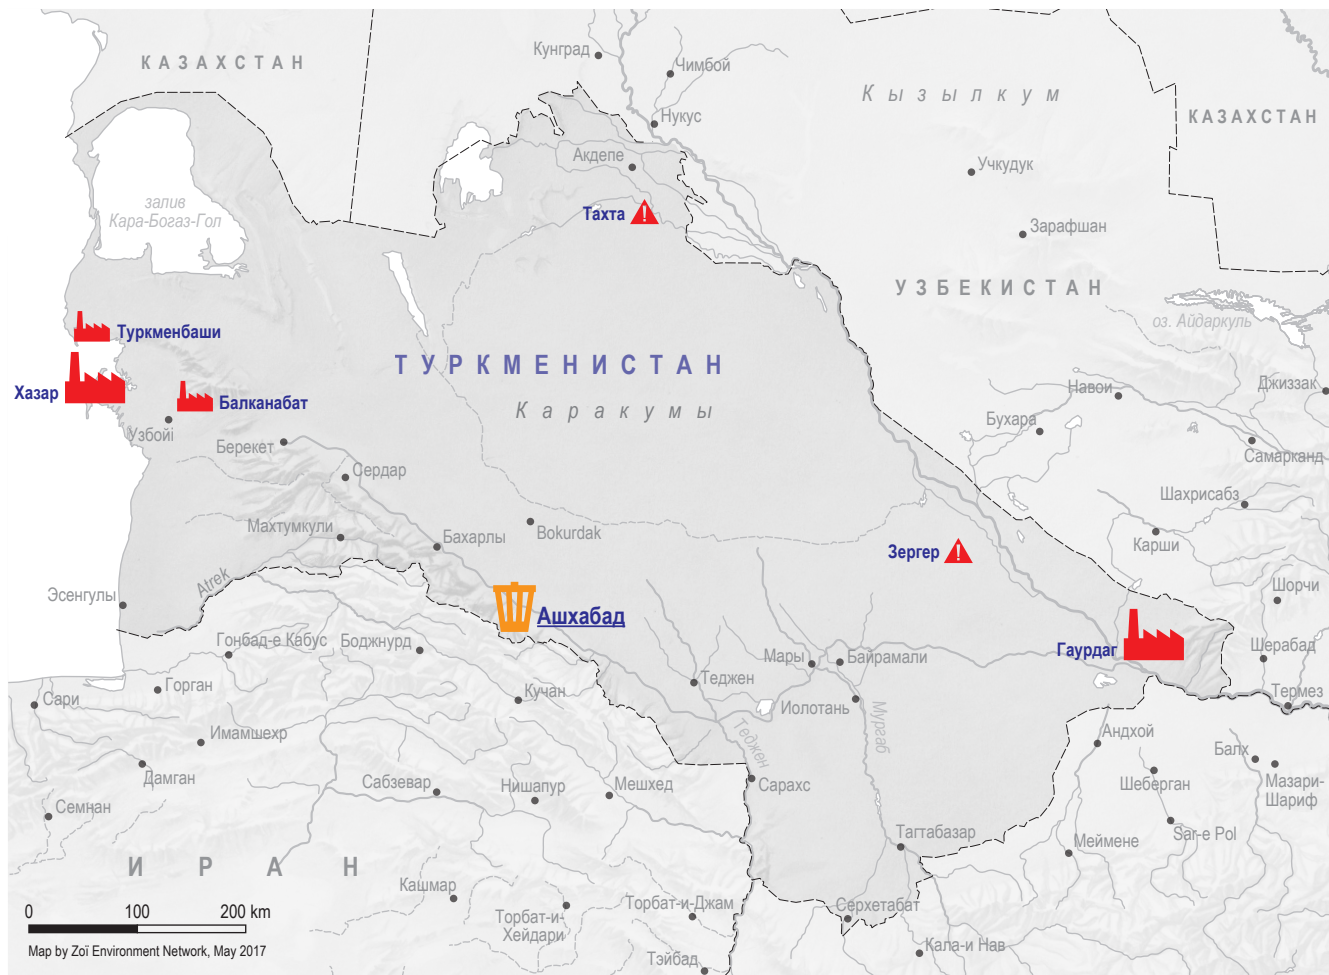 КАЗАХСТАН
Кунград
Чимбой
Кызылкум
КАЗАХСТАН
Нукус
Акдепе
Учкудук
залив
Кара-Богаз-Гол
Тахта
Зарафшан
УЗБЕКИСТАН
оз. Айдаркуль
Туркменбаши
ТУРКМЕНИСТАН
Хазар
Балканабат
Каракумы
Навои
Джиззак
Узбой
Бухара
Берекет
Самарканд
Сердар
Шахрисабз
Махтумкули
Бахарлы
Bokurdak
Карши
Зергер
Atrek
Эсенгулы
Шорчи
Ашхабад
Гонбад-е Кабус
Боджнурд
Гаурдаг
Шерабад
Мары
Байрамали
Теджен
Горган
Кучан
Сари
Иолотань
Термез
Теджен
Мургаб
Имамшехр
Андхой
Балх
Дамган
Сабзевар
Нишапур
Мешхед
Сарахс
Шеберган
Мазари-
Шариф
Семнан
Тагтабазар
Меймене
Sar-e Pol
ИРАН
Кашмар
Торбат-и-
Хейдари
Торбат-и-Джам
Серхетабат
Кала-и Нав
Тэйбад
0 100 200 km
Map by Zoï Environment Network, May 2017